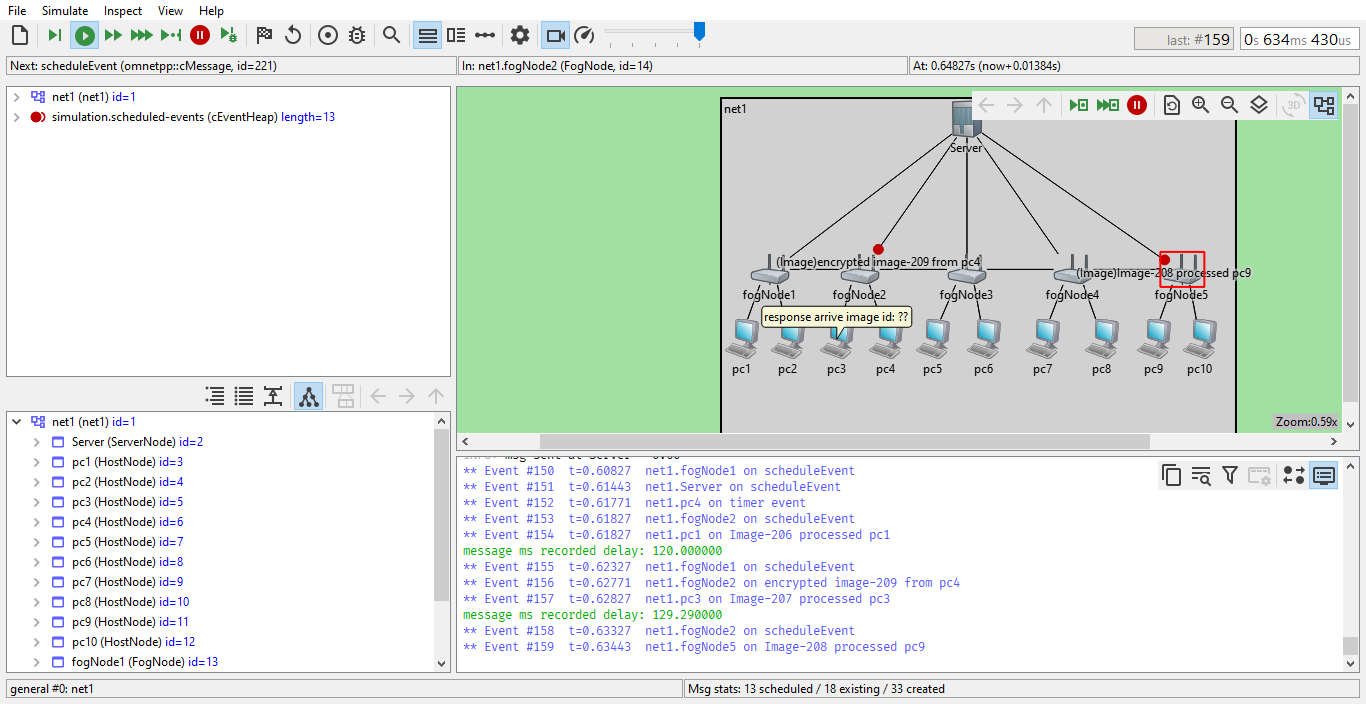 File Simulate Inspect View Help
last: #159 0s 634ms 430us
Next: scheduleEvent (omnetpp::cMessage, id=221) In: net1.fogNode2 (FogNode, id=14) At: 0.64827s (now+0.01384s)
net1 (net1) id=1
simulation.scheduled-events (cEventHeap) length=13
net1
3D
Server
(Image)encrypted image-209 from pc4
(Image)Image-208 processed pc9
fogNode1 fogNode2 fogNode3 fogNode4 fogNode5
response arrive image id: ??
pc1 pc2 pc3 pc4 pc5 pc6 pc7 pc8 pc9 pc10
Zoom:0.59x
net1 (net1) id=1
Server (ServerNode) id=2
pc1 (HostNode) id=3
pc2 (HostNode) id=4
pc3 (HostNode) id=5
pc4 (HostNode) id=6
pc5 (HostNode) id=7
pc6 (HostNode) id=8
pc7 (HostNode) id=9
pc8 (HostNode) id=10
pc9 (HostNode) id=11
pc10 (HostNode) id=12
fogNode1 (FogNode) id=13
** Event #150 t=0.60827 net1.fogNode1 on scheduleEvent
** Event #151 t=0.61443 net1.Server on scheduleEvent
** Event #152 t=0.61771 net1.pc4 on timer event
** Event #153 t=0.61827 net1.fogNode2 on scheduleEvent
** Event #154 t=0.61827 net1.pc1 on Image-206 processed pc1
message ms recorded delay: 120.000000
** Event #155 t=0.62327 net1.fogNode1 on scheduleEvent
** Event #156 t=0.62771 net1.fogNode2 on encrypted image-209 from pc4
** Event #157 t=0.62827 net1.pc3 on Image-207 processed pc3
message ms recorded delay: 129.290000
** Event #158 t=0.63327 net1.fogNode2 on scheduleEvent
** Event #159 t=0.63443 net1.fogNode5 on Image-208 processed pc9
general #0: net1 Msg stats: 13 scheduled / 18 existing / 33 created